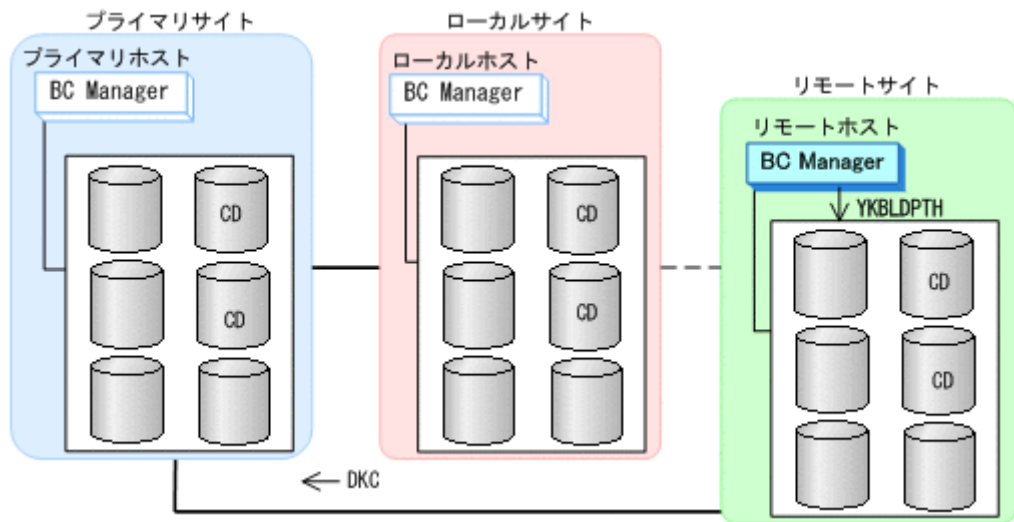 プライマリサイト
プライマリホスト
BC Manager
CD
CD
ローカルサイト
ローカルホスト
BC Manager
CD
CD
リモートサイト
リモートホスト
BC Manager
YKBLDPTH
CD
CD
DKC